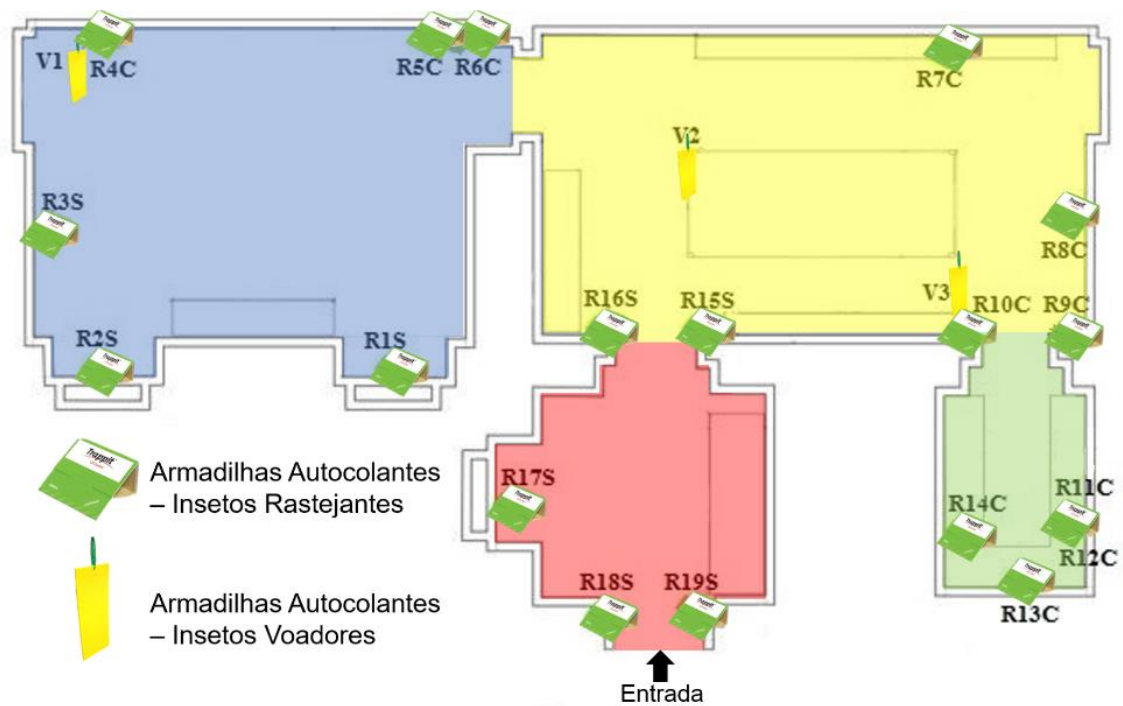 V1
R4C
R5C
R6C
R7C
V2
R3S
R8C
V3
R16S
R15S
R10C
R9C
R2S
R1S
Trappit
Armadilhas Autocolantes
– Insetos Rastejantes
R17S
R14C
R11C
R12C
R18S
R19S
R13C
Armadilhas Autocolantes
– Insetos Voadores
Entrada